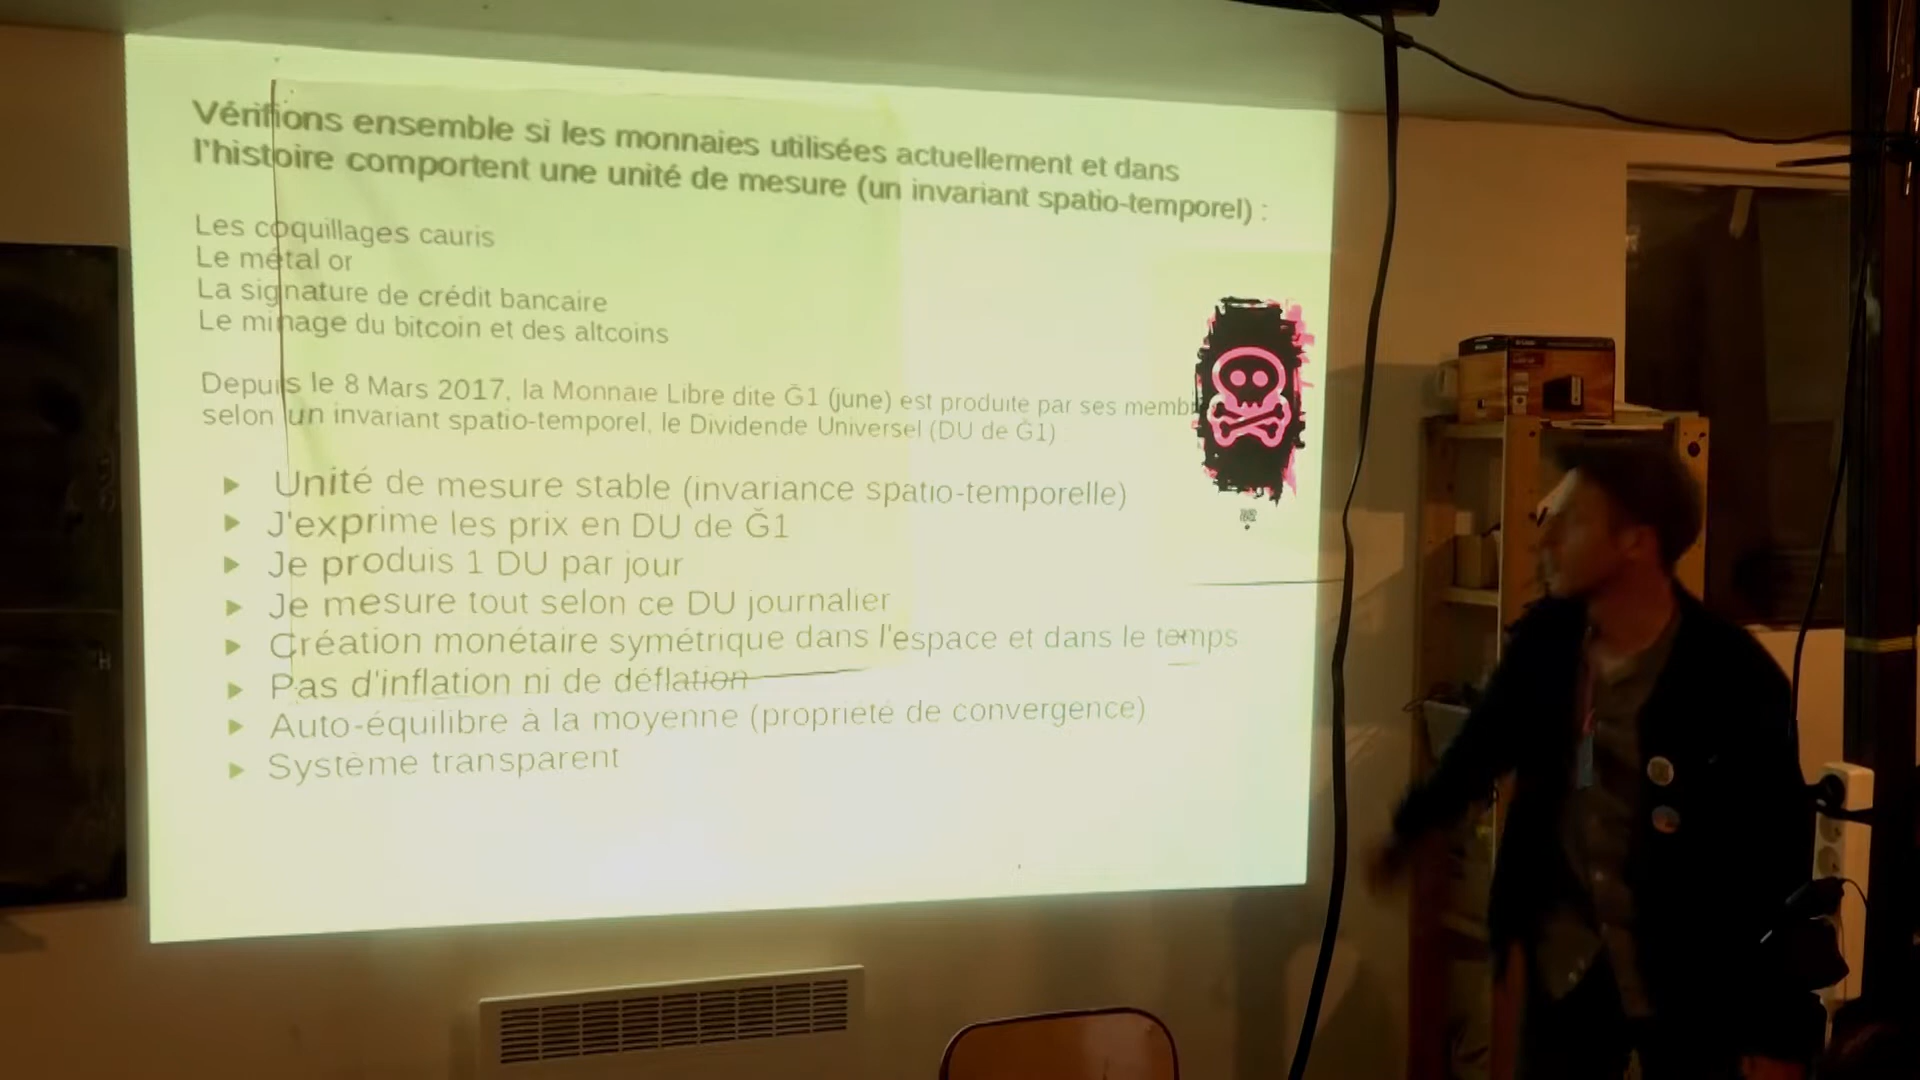 Vérifions ensemble si les monnaies utilisées actuellement et dans
l'histoire comportent une unité de mesure (un invariant spatio-temporel) :
Les coquillages cauris
Le métal or
La signature de crédit bancaire
Le minage du bitcoin et des altcoins
Depuis le 8 Mars 2017, la Monnaie Libre dite Ğ1 (june) est produite par ses
selon un invariant spatio-temporel, le Dividende Universel (DU de Ğ1)
Unité de mesure stable (invariance spatio-temporelle)
J'exprime les prix en DU de Ğ1
Je produis 1 DU par jour
Je mesure tout selon ce DU journalier
Création monétaire symétrique dans l'espace et dans le temps
Pas d'inflation ni de déflation
Auto-équilibre à la moyenne (propriété de convergence)
Système transparent